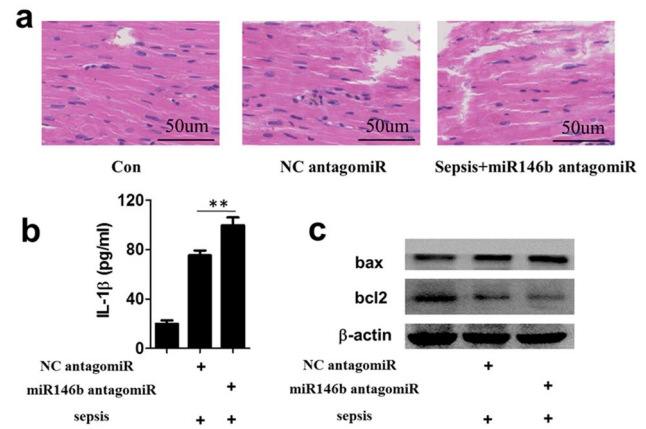 a
50um 50um 50um
Con NC antagomiR Sepsis+miR146b antagomiR
b
IL-1β (pg/ml)
120
80
40
0
**
NC antagomiR +
miR146b antagomiR +
sepsis + +
c
bax
bcl2
β-actin
NC antagomiR +
miR146b antagomiR +
sepsis + +